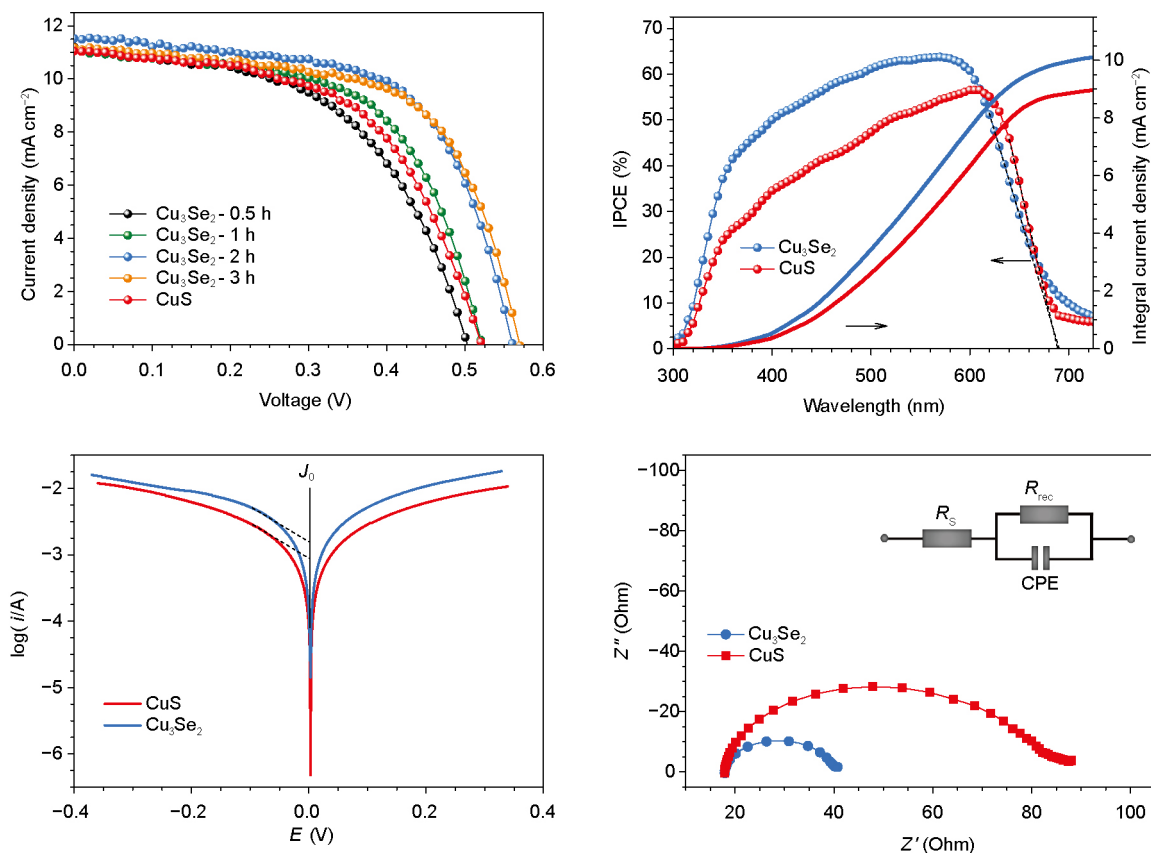 12
10
8
6
4
2
0
Current density (mA cm⁻²)
Cu₃Se₂ - 0.5 h
Cu₃Se₂ - 1 h
Cu₃Se₂ - 2 h
Cu₃Se₂ - 3 h
CuS
0.0 0.1 0.2 0.3 0.4 0.5 0.6
Voltage (V)
70
60
50
40
30
20
10
0
IPCE (%)
Cu₃Se₂
CuS
10
8
6
4
2
0
Integral current density (mA cm⁻²)
300 400 500 600 700
Wavelength (nm)
−2
−3
−4
−5
−6
log( i/A)
J₀
CuS
Cu₃Se₂
−0.4 −0.2 0.0 0.2 0.4
E (V)
−100
−80
−60
−40
−20
0
Z″ (Ohm)
Rₛ
R_rec
CPE
Cu₃Se₂
CuS
20 40 60 80 100
Z′ (Ohm)